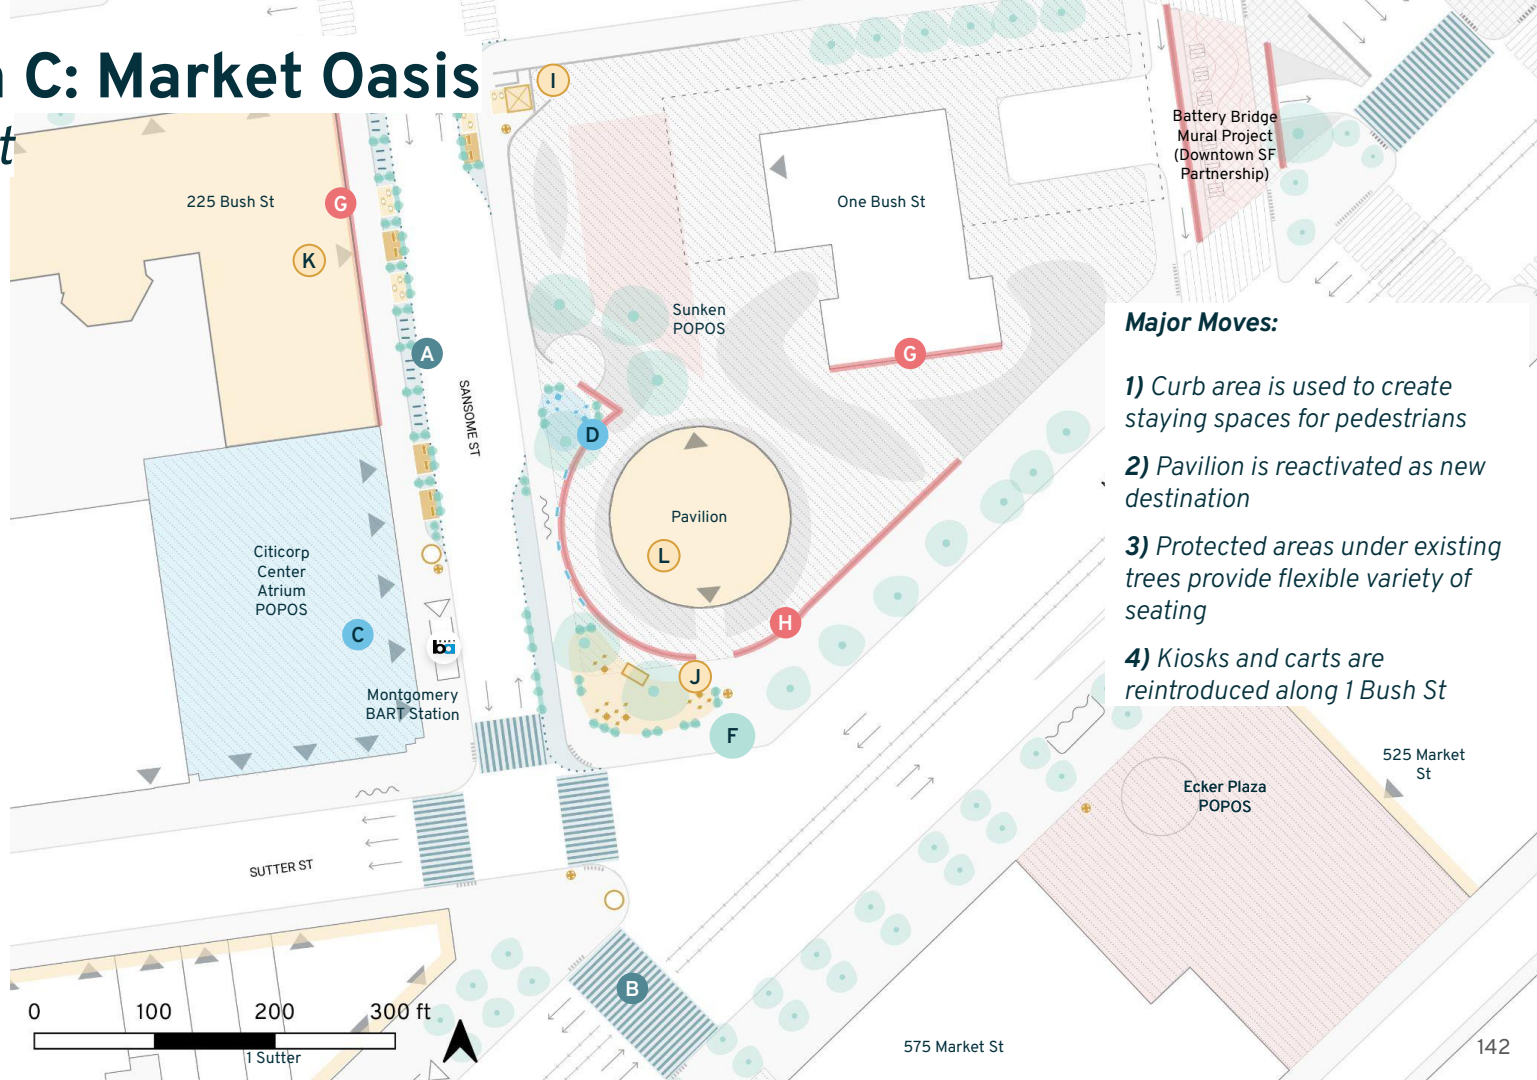 C: Market Oasis
t
I
Battery Bridge
Mural Project
(Downtown SF
Partnership)
225 Bush St
G
One Bush St
K
Sunken
POPOS
Major Moves:
A
G
1) Curb area is used to create
staying spaces for pedestrians
SANSOME ST
D
2) Pavilion is reactivated as new
destination
Pavilion
L
3) Protected areas under existing
trees provide flexible variety of
seating
Citicorp
Center
Atrium
POPOS
C
H
ba
4) Kiosks and carts are
reintroduced along 1 Bush St
J
Montgomery
BART Station
F
525 Market
St
Ecker Plaza
POPOS
SUTTER ST
B
0 100 200 300 ft
1 Sutter
575 Market St
142